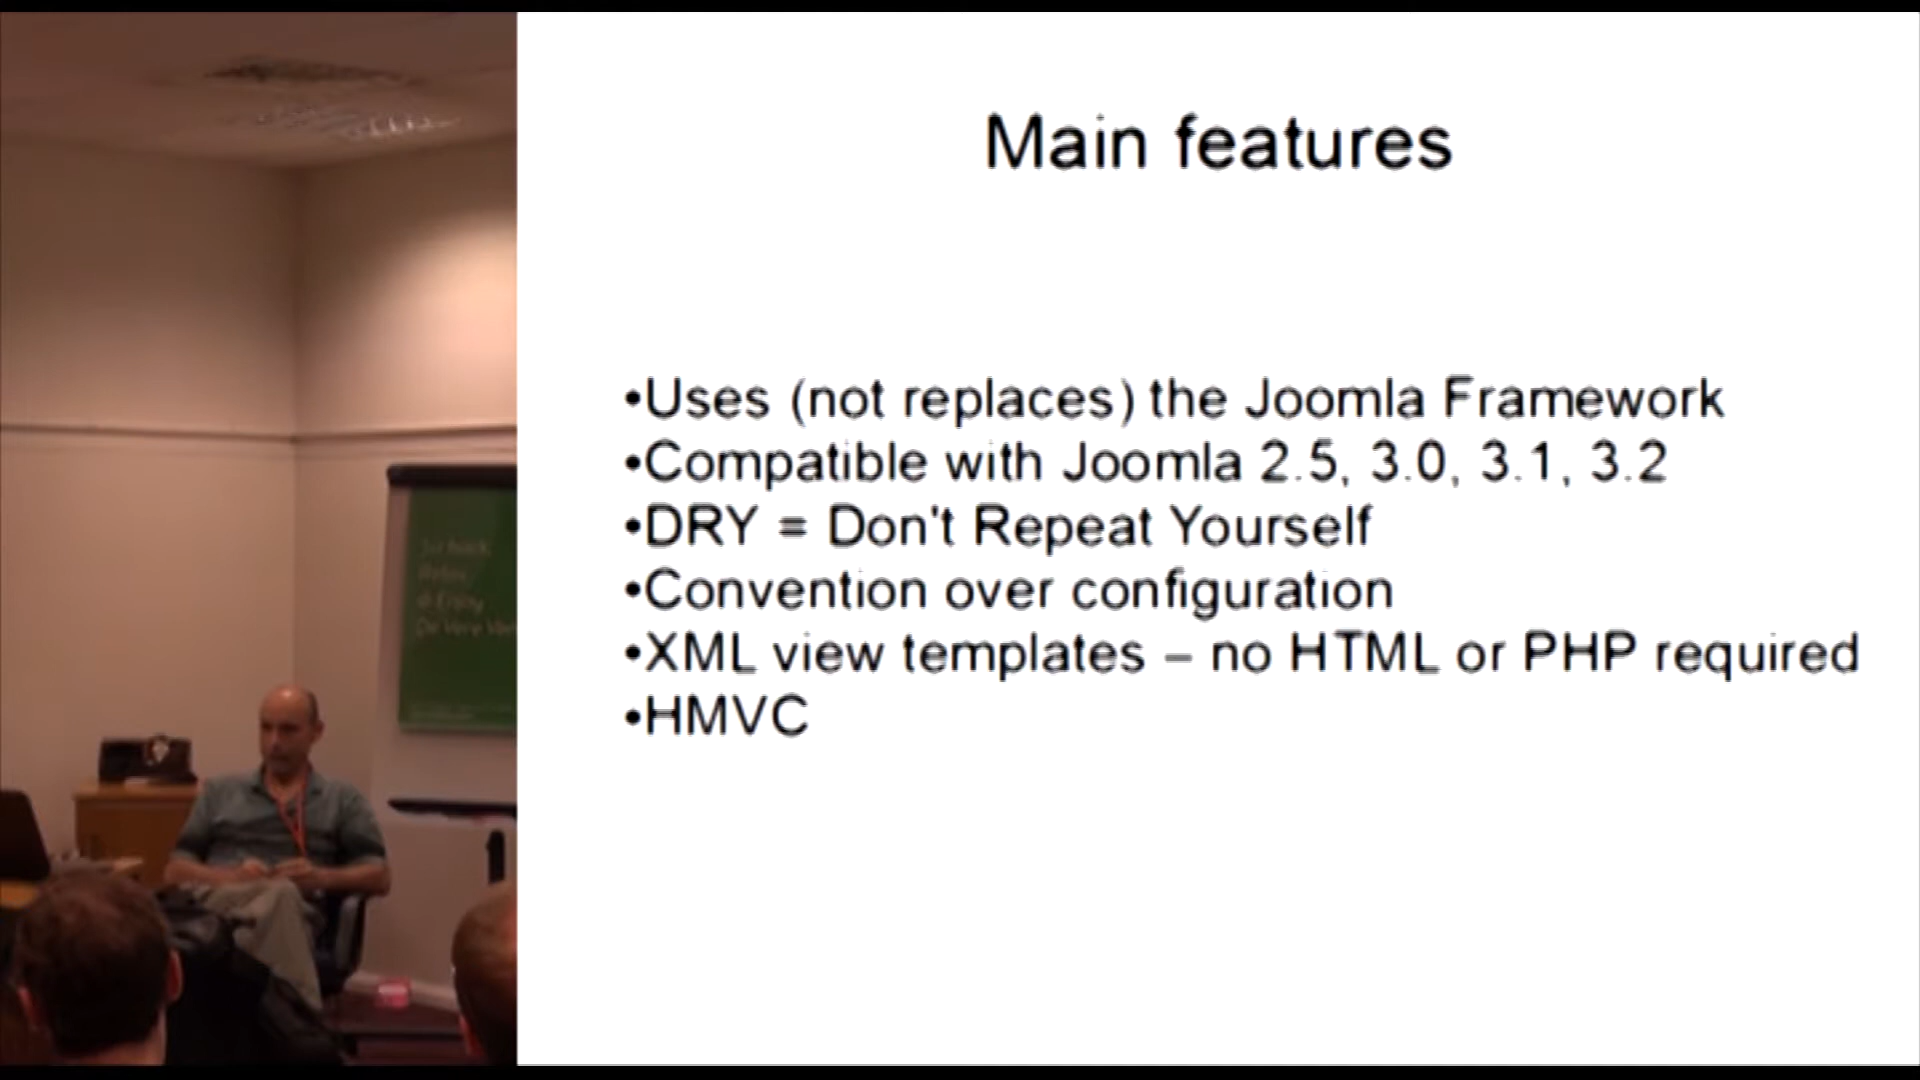 Main features
•Uses (not replaces) the Joomla Framework
•Compatible with Joomla 2.5, 3.0, 3.1, 3.2
•DRY = Don't Repeat Yourself
•Convention over configuration
•XML view templates – no HTML or PHP required
•HMVC